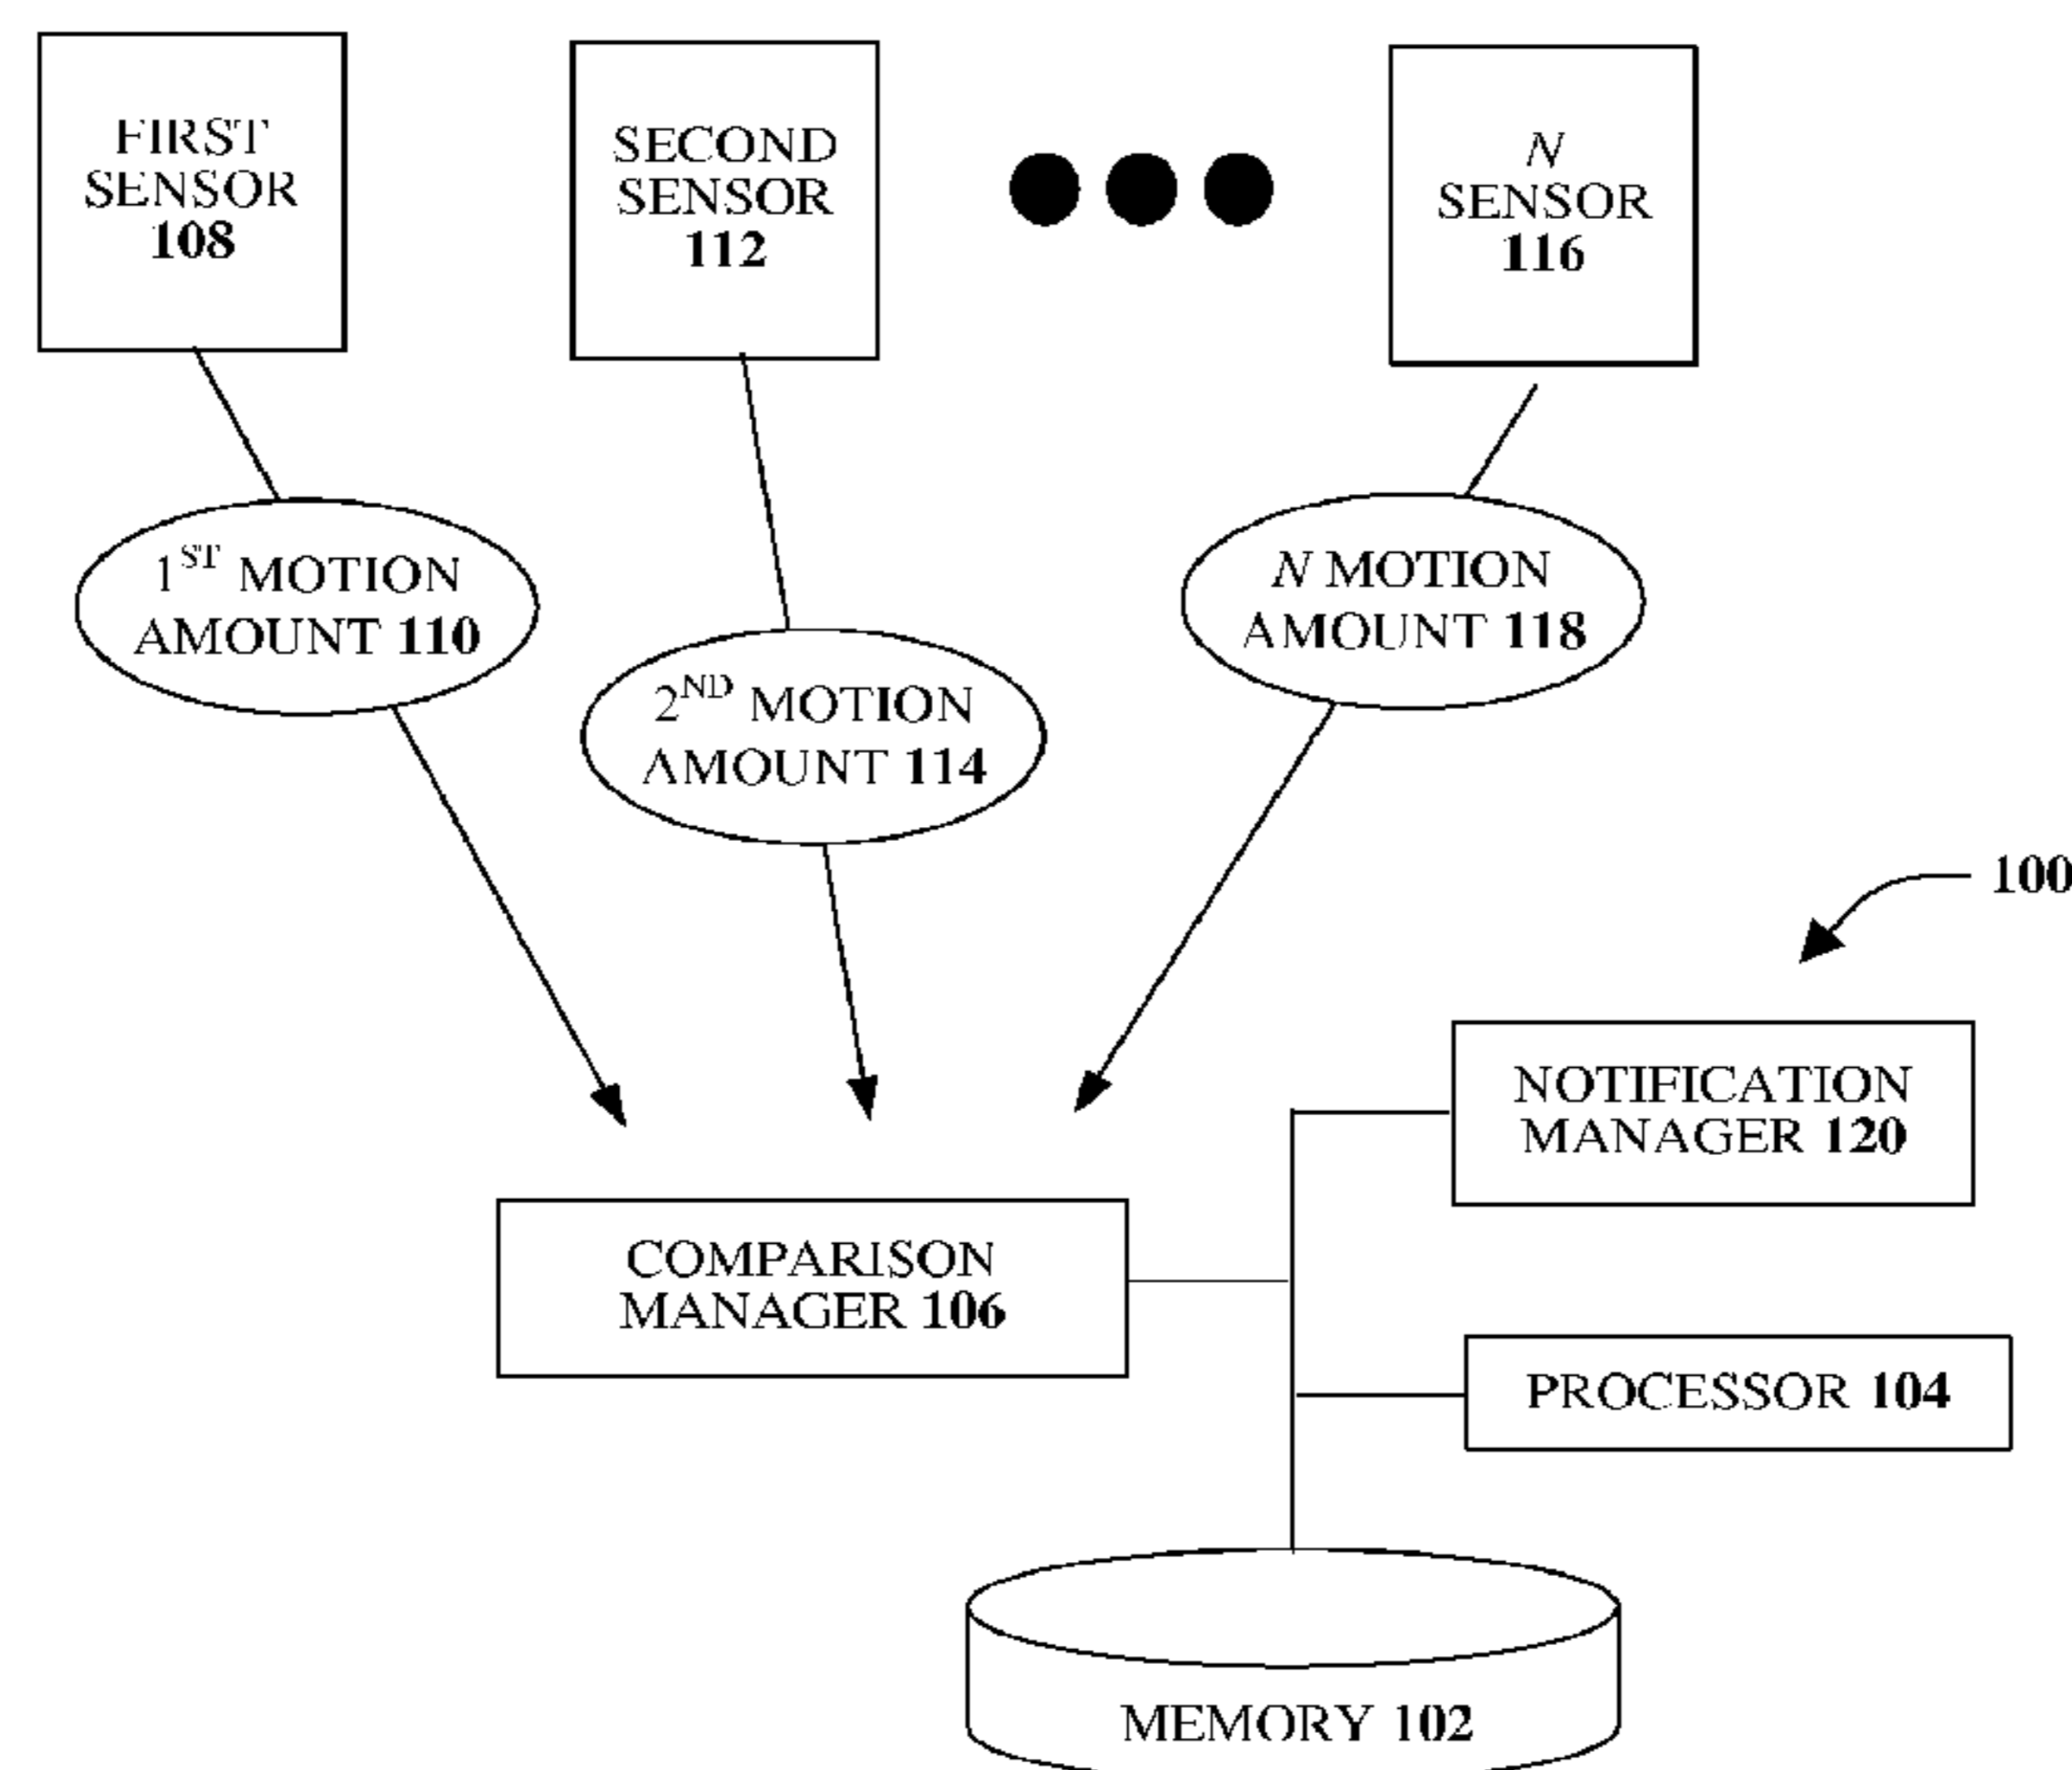 FIRST
SENSOR
108
SECOND
SENSOR
112
N
SENSOR
116
1ST MOTION
AMOUNT 110
2ND MOTION
AMOUNT 114
N MOTION
AMOUNT 118
100
NOTIFICATION
MANAGER 120
COMPARISON
MANAGER 106
PROCESSOR 104
MEMORY 102